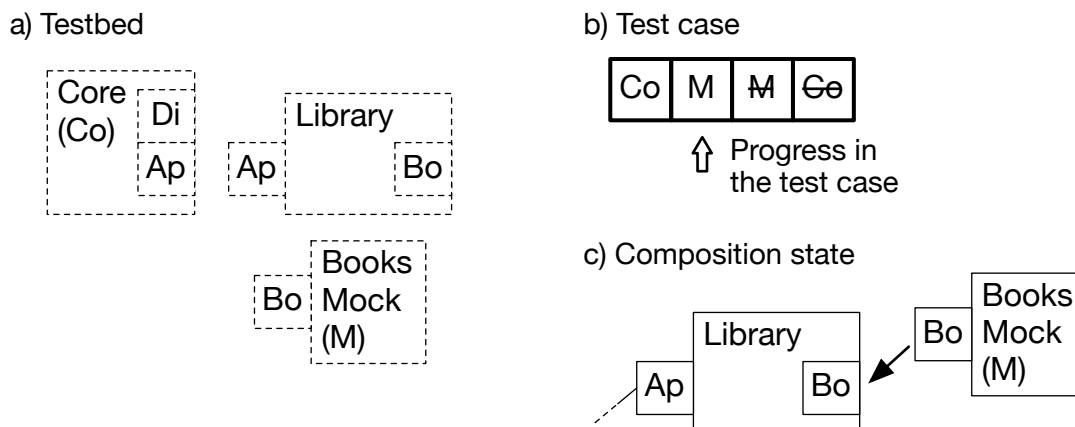 a) Testbed
Core
(Co)
Di
Ap
Ap
Library
Bo
Bo
Books
Mock
(M)
b) Test case
Co M M Co
Progress in
the test case
c) Composition state
Ap
Library
Bo
Bo
Books
Mock
(M)